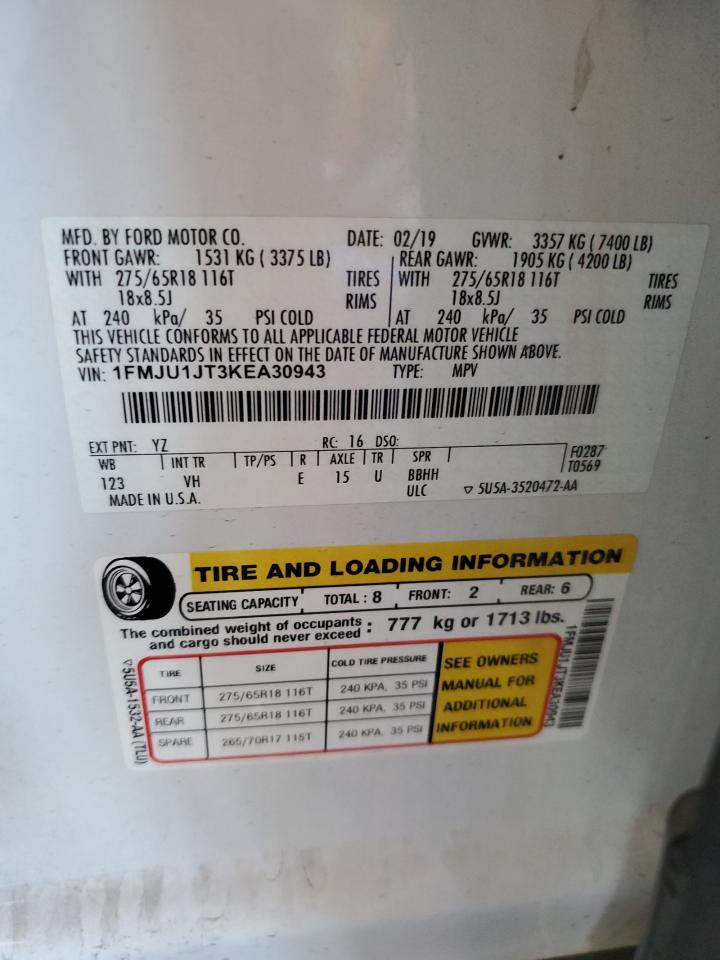 MFD. BY FORD MOTOR CO. DATE: 02/19 GVWR: 3357 KG ( 7400 LB)
FRONT GAWR: 1531 KG ( 3375 LB) REAR GAWR: 1905 KG ( 4200 LB)
WITH 275/65R18 116T TIRES WITH 275/65R18 116T TIRES
18x8.5J RIMS 18x8.5J RIMS
AT 240 kPa/ 35 PSI COLD AT 240 kPa/ 35 PSI COLD
THIS VEHICLE CONFORMS TO ALL APPLICABLE FEDERAL MOTOR VEHICLE
SAFETY STANDARDS IN EFFECT ON THE DATE OF MANUFACTURE SHOWN ABOVE.
VIN: 1FMJU1JT3KEA30943 TYPE: MPV
EXT PNT: YZ RC: 16 DSO:
WB INT TR TP/PS R AXLE TR SPR F0287
123 VH E 15 U BBHH T0569
ULC
MADE IN U.S.A. ▽ 5U5A-3520472-AA
TIRE AND LOADING INFORMATION
SEATING CAPACITY TOTAL : 8 FRONT: 2 REAR: 6
The combined weight of occupants and cargo should never exceed : 777 kg or 1713 lbs.
TIRE SIZE COLD TIRE PRESSURE
FRONT 275/65R18 116T 240 KPA, 35 PSI
REAR 275/65R18 116T 240 KPA, 35 PSI
SPARE 265/70R17 115T 240 KPA, 35 PSI
SEE OWNERS
MANUAL FOR
ADDITIONAL
INFORMATION
▽5U5A-1532-AA (TLU)
1FMJU1JT3KEA30943